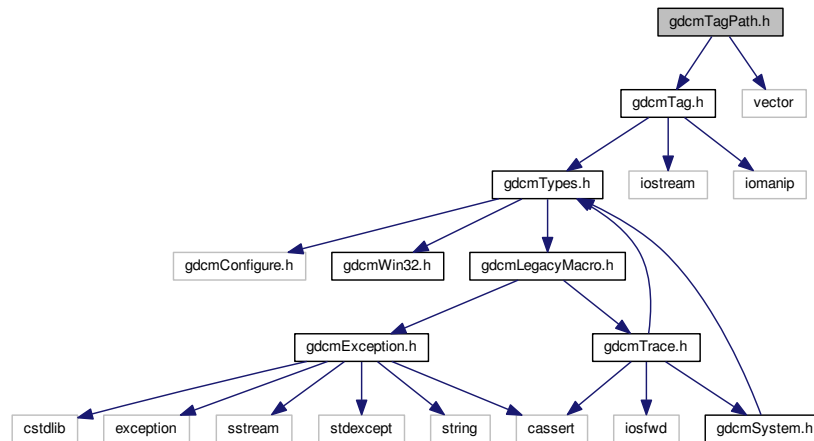 gdcmTagPath.h
gdcmTag.h
vector
gdcmTypes.h
iostream
iomanip
gdcmConfigure.h
gdcmWin32.h
gdcmLegacyMacro.h
gdcmException.h
gdcmTrace.h
cstdlib
exception
sstream
stdexcept
string
cassert
iosfwd
gdcmSystem.h